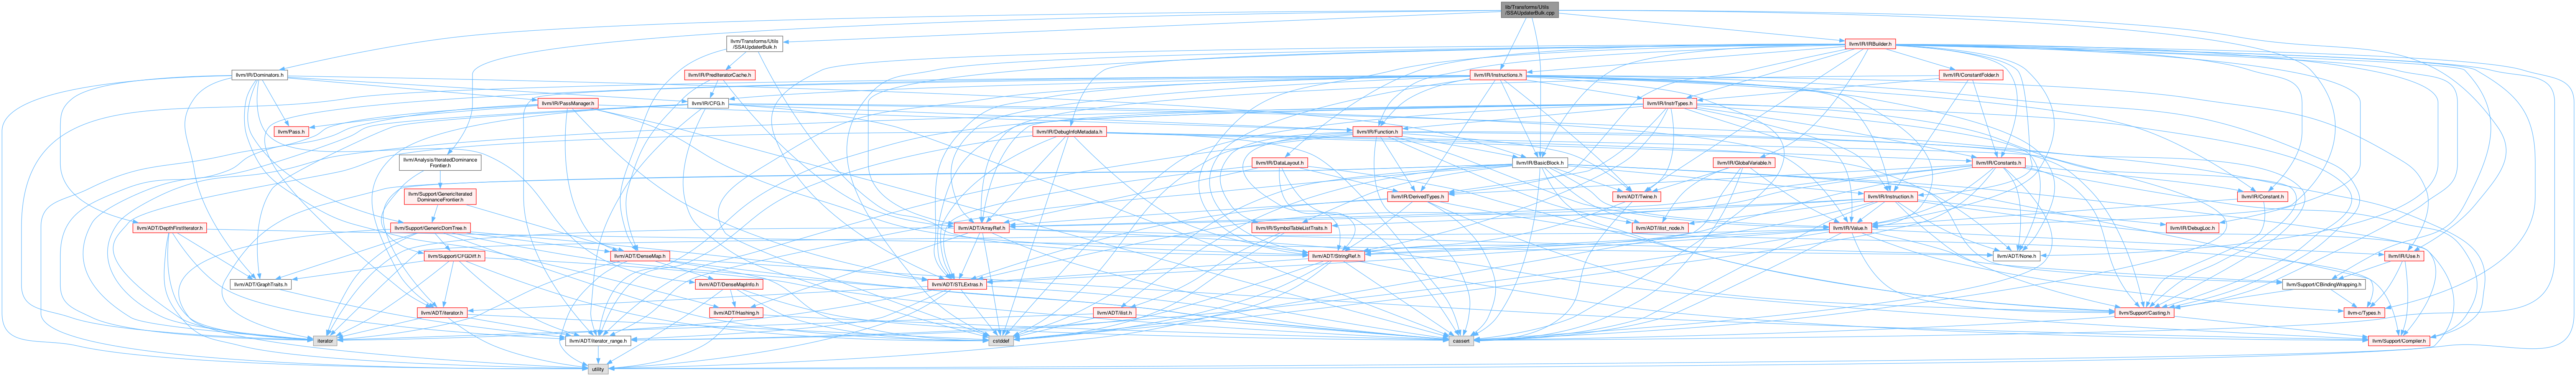 lib/Transforms/Utils
/SSAUpdaterBulk.cpp
llvm/Transforms/Utils
/SSAUpdaterBulk.h
llvm/IR/IRBuilder.h
llvm/IR/Dominators.h
llvm/IR/PredIteratorCache.h
llvm/IR/Instructions.h
llvm/IR/ConstantFolder.h
llvm/IR/PassManager.h
llvm/IR/CFG.h
llvm/IR/InstrTypes.h
llvm/Pass.h
llvm/IR/DebugInfoMetadata.h
llvm/IR/Function.h
llvm/Analysis/IteratedDominance
Frontier.h
llvm/IR/DataLayout.h
llvm/IR/BasicBlock.h
llvm/IR/GlobalVariable.h
llvm/IR/Constants.h
llvm/Support/GenericIterated
DominanceFrontier.h
llvm/IR/DerivedTypes.h
llvm/ADT/Twine.h
llvm/IR/Instruction.h
llvm/IR/Constant.h
llvm/ADT/DepthFirstIterator.h
llvm/Support/GenericDomTree.h
llvm/ADT/ArrayRef.h
llvm/IR/SymbolTableListTraits.h
llvm/ADT/ilist_node.h
llvm/IR/Value.h
llvm/IR/DebugLoc.h
llvm/Support/CFGDiff.h
llvm/ADT/DenseMap.h
llvm/ADT/StringRef.h
llvm/ADT/None.h
llvm/IR/Use.h
llvm/ADT/GraphTraits.h
llvm/ADT/DenseMapInfo.h
llvm/ADT/STLExtras.h
llvm/Support/CBindingWrapping.h
llvm/ADT/iterator.h
llvm/ADT/Hashing.h
llvm/ADT/ilist.h
llvm/Support/Casting.h
llvm-c/Types.h
iterator
llvm/ADT/iterator_range.h
cstddef
cassert
llvm/Support/Compiler.h
utility